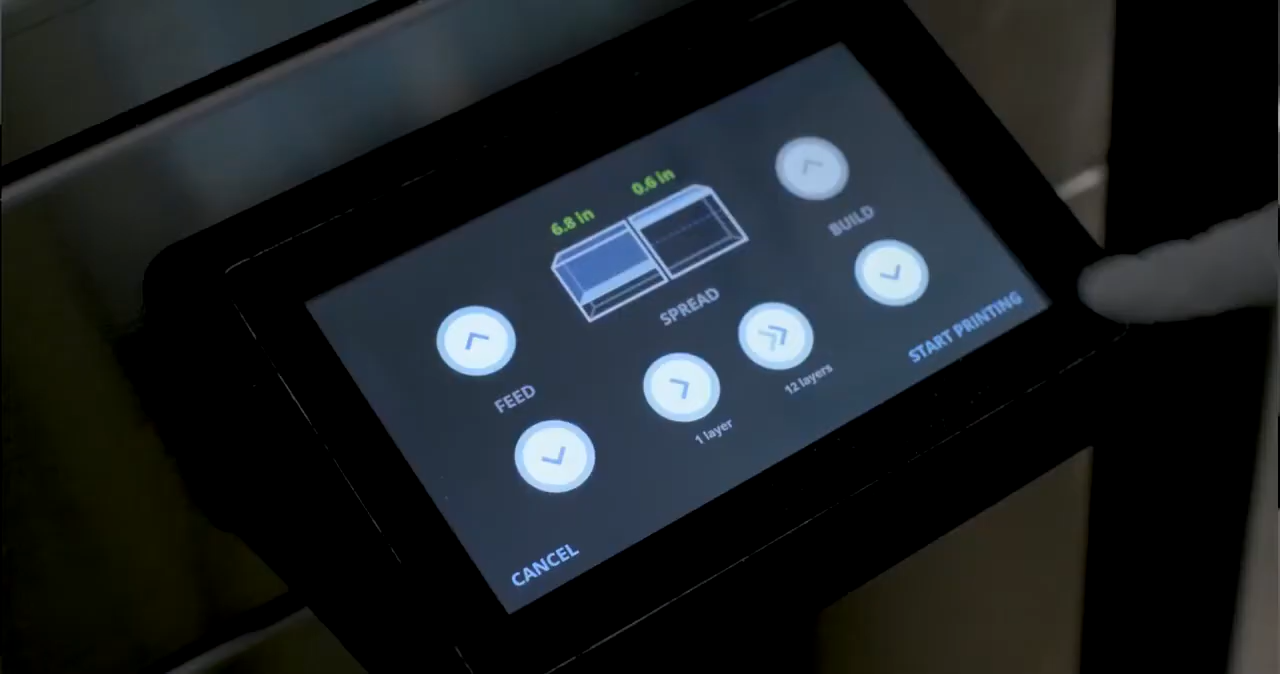 6.8 in
0.6 in
BUILD
SPREAD
FEED
1 layer
12 layers
START PRINTING
CANCEL